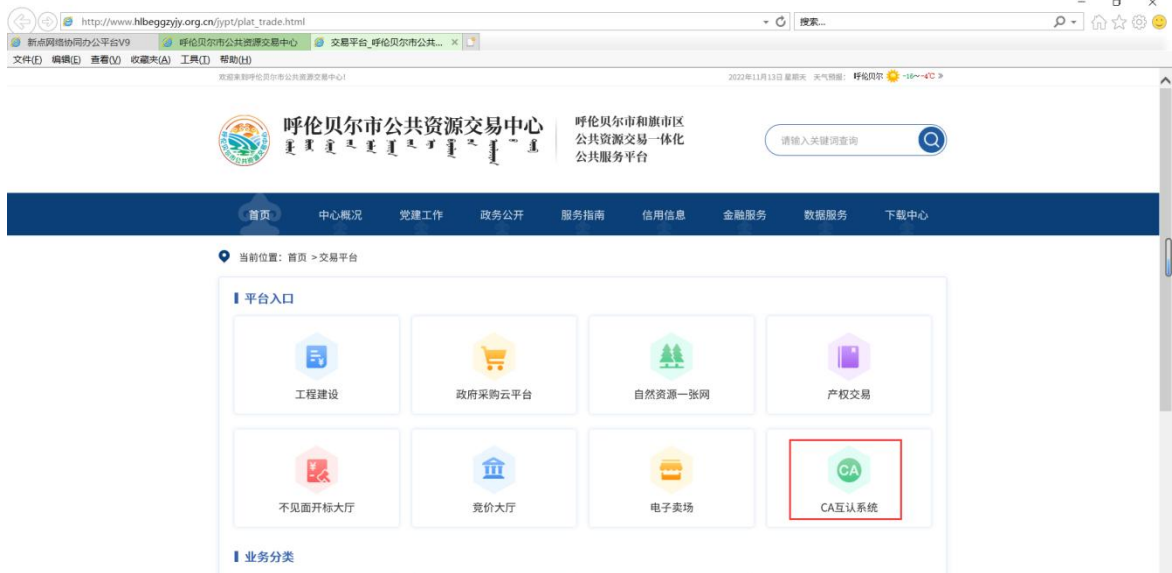 http://www.hlbeggzyjy.org.cn/jypt/plat_trade.html
搜索...
新点网络协同办公平台V9
呼伦贝尔市公共资源交易中心
交易平台_呼伦贝尔市公共...
文件(F) 编辑(E) 查看(V) 收藏夹(A) 工具(T) 帮助(H)
欢迎来到呼伦贝尔市公共资源交易中心!
2022年11月13日 星期天 天气预报: 呼伦贝尔 -16~-4℃ >
呼伦贝尔市公共资源交易中心
呼伦贝尔市和旗市区
公共资源交易一体化
公共服务平台
请输入关键词查询
首页 中心概况 党建工作 政务公开 服务指南 信用信息 金融服务 数据服务 下载中心
当前位置: 首页 > 交易平台
平台入口
工程建设 政府采购云平台 自然资源一张网 产权交易
CA
不见面开标大厅 竞价大厅 电子卖场 CA互认系统
业务分类